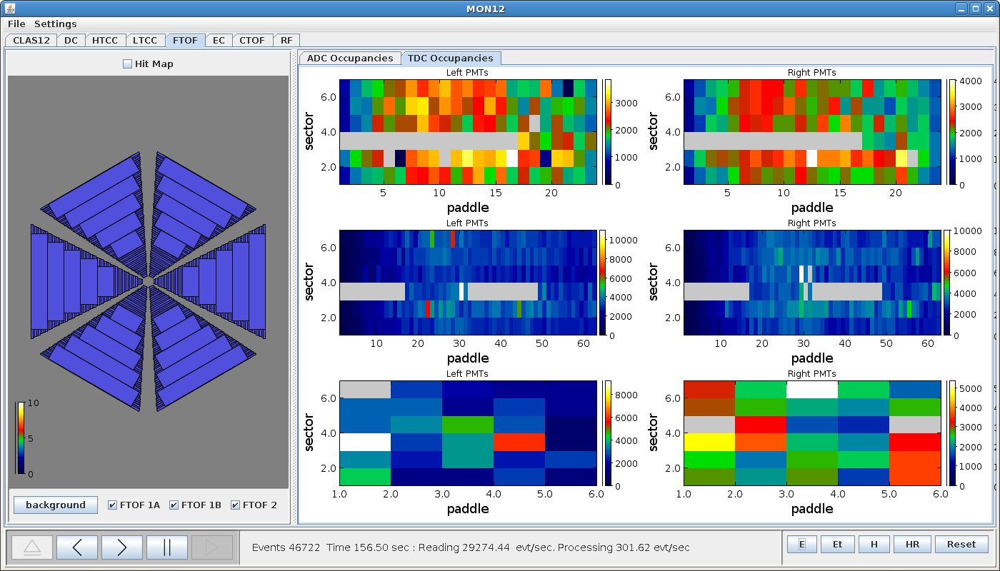 MON12
File Settings
CLAS12 DC HTCC LTCC FTOF EC CTOF RF
Hit Map
10
5
0
background FTOF 1A FTOF 1B FTOF 2
ADC Occupancies TDC Occupancies
Left PMTs
sector
6.0
4.0
2.0
5 10 15 20
paddle
3000
2000
1000
0
Right PMTs
sector
6.0
4.0
2.0
5 10 15 20
paddle
4000
3000
2000
1000
0
Left PMTs
sector
6.0
4.0
2.0
10 20 30 40 50 60
paddle
10000
8000
6000
4000
2000
0
Right PMTs
sector
6.0
4.0
2.0
10 20 30 40 50 60
paddle
10000
8000
6000
4000
2000
0
Left PMTs
sector
6.0
4.0
2.0
1.0 2.0 3.0 4.0 5.0 6.0
paddle
8000
6000
4000
2000
0
Right PMTs
sector
6.0
4.0
2.0
1.0 2.0 3.0 4.0 5.0 6.0
paddle
5000
4000
3000
2000
1000
0
Events 46722 Time 156.50 sec : Reading 29274.44 evt/sec. Processing 301.62 evt/sec
E Et H HR Reset